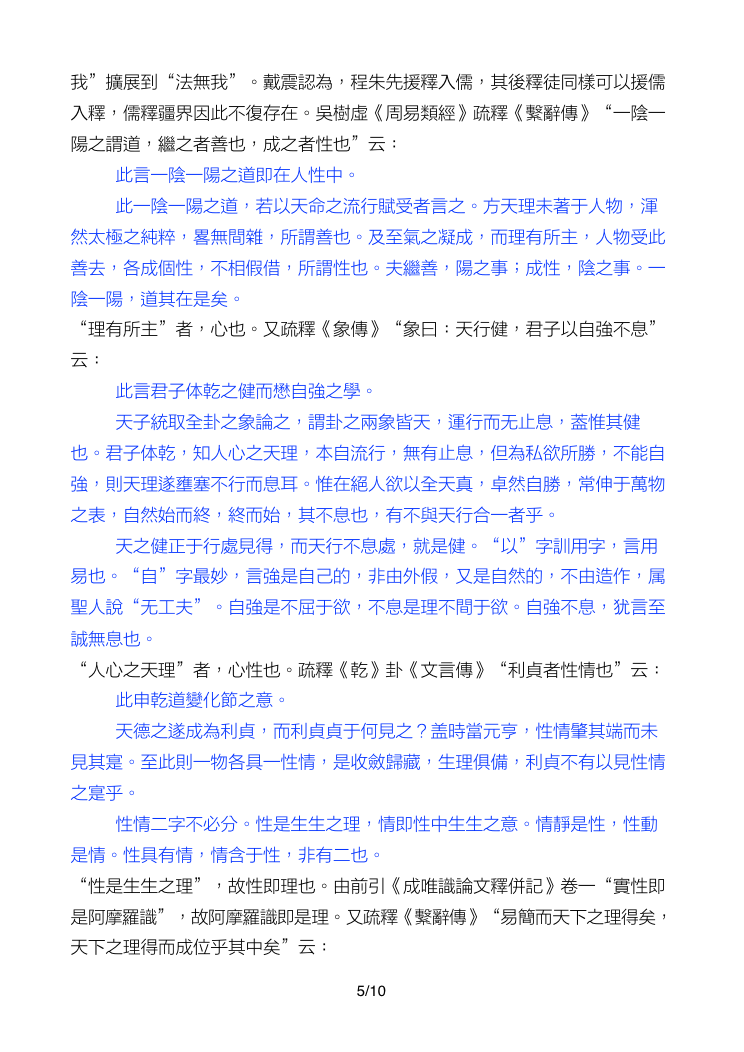 我”擴展到“法無我”。戴震認為，程朱先援釋入儒，其後釋徒同樣可以援儒
入釋，儒釋疆界因此不復存在。吳樹虛《周易類經》疏釋《繫辭傳》“一陰一
陽之謂道，繼之者善也，成之者性也”云：
此言一陰一陽之道即在人性中。
此一陰一陽之道，若以天命之流行賦受者言之。方天理未著于人物，渾
然太極之純粹，畧無間雜，所謂善也。及至氣之凝成，而理有所主，人物受此
善去，各成個性，不相假借，所謂性也。夫繼善，陽之事；成性，陰之事。一
陰一陽，道其在是矣。
“理有所主”者，心也。又疏釋《象傳》“象曰：天行健，君子以自強不息”
云：
此言君子体乾之健而懋自強之學。
天子統取全卦之象論之，謂卦之兩象皆天，運行而无止息，葢惟其健
也。君子体乾，知人心之天理，本自流行，無有止息，但為私欲所勝，不能自
強，則天理遂壅塞不行而息耳。惟在絕人欲以全天真，卓然自勝，常伸于萬物
之表，自然始而終，終而始，其不息也，有不與天行合一者乎。
天之健正于行處見得，而天行不息處，就是健。“以”字訓用字，言用
易也。“自”字最妙，言強是自己的，非由外假，又是自然的，不由造作，属
聖人說“无工夫”。自強是不屈于欲，不息是理不間于欲。自強不息，犹言至
誠無息也。
“人心之天理”者，心性也。疏釋《乾》卦《文言傳》“利貞者性情也”云：
此申乾道變化節之意。
天德之遂成為利貞，而利貞貞于何見之？盖時當元亨，性情肇其端而未
見其寔。至此則一物各具一性情，是收斂歸藏，生理俱備，利貞不有以見性情
之寔乎。
性情二字不必分。性是生生之理，情即性中生生之意。情靜是性，性動
是情。性具有情，情含于性，非有二也。
“性是生生之理”，故性即理也。由前引《成唯識論文釋併記》卷一“實性即
是阿摩羅識”，故阿摩羅識即是理。又疏釋《繫辭傳》“易簡而天下之理得矣，
天下之理得而成位乎其中矣”云：
5/10